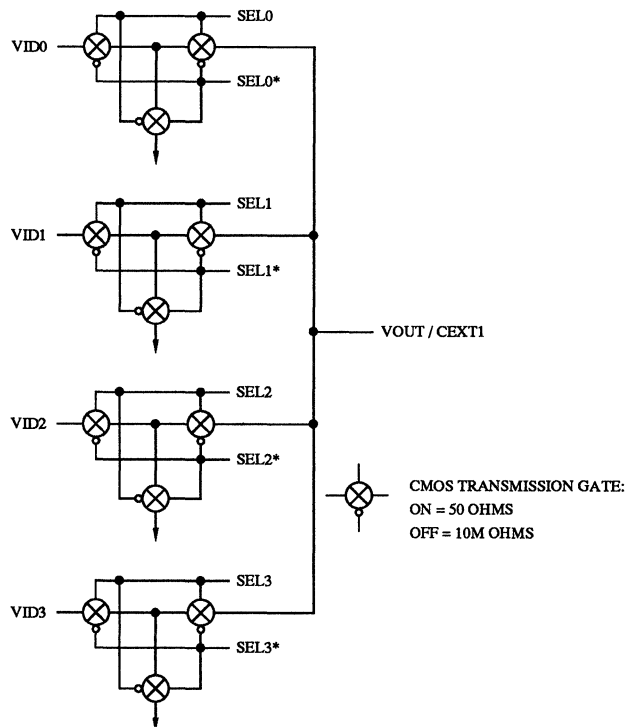 SEL0
VID0
SEL0*
SEL1
VID1
SEL1*
VOUT / CEXT1
SEL2
VID2
SEL2*
CMOS TRANSMISSION GATE:
ON = 50 OHMS
OFF = 10M OHMS
SEL3
VID3
SEL3*